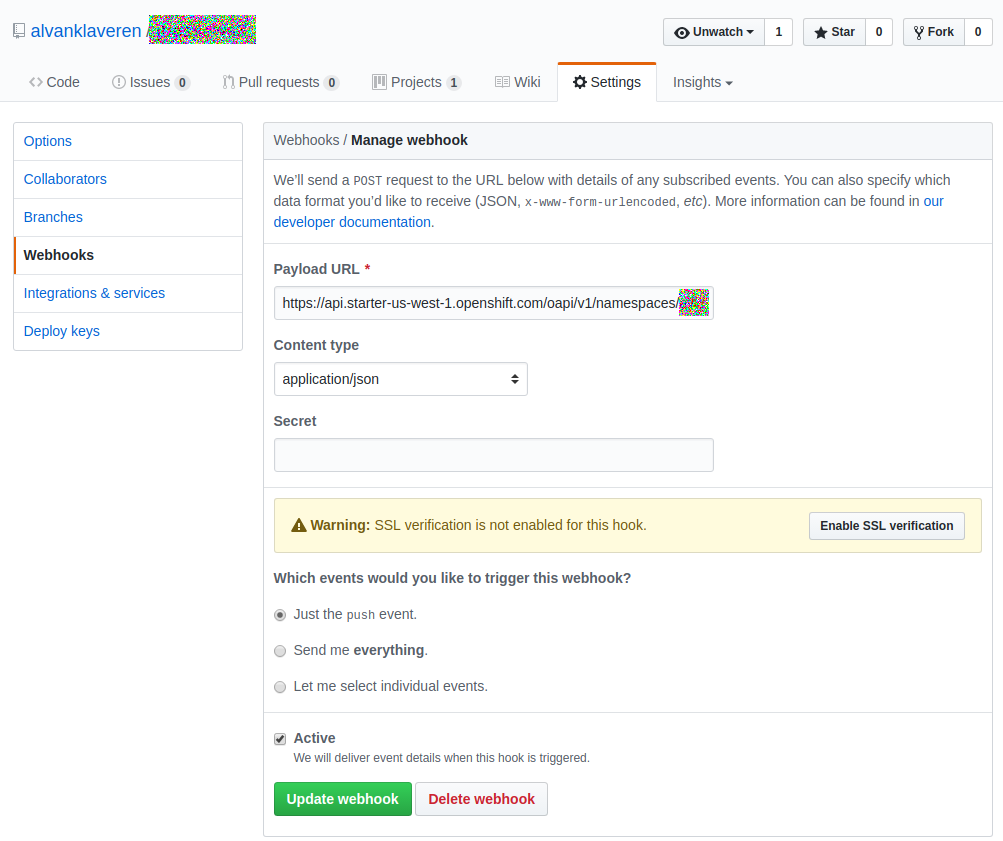 alvanklaveren /
Unwatch 1 Star 0 Fork 0
Code Issues 0 Pull requests 0 Projects 1 Wiki Settings Insights
Options
Collaborators
Branches
Webhooks
Integrations & services
Deploy keys
Webhooks / Manage webhook
We’ll send a POST request to the URL below with details of any subscribed events. You can also specify which
data format you’d like to receive (JSON, x-www-form-urlencoded, etc). More information can be found in our
developer documentation.
Payload URL *
https://api.starter-us-west-1.openshift.com/oapi/v1/namespaces/
Content type
application/json
Secret
Warning: SSL verification is not enabled for this hook.
Enable SSL verification
Which events would you like to trigger this webhook?
Just the push event.
Send me everything.
Let me select individual events.
Active
We will deliver event details when this hook is triggered.
Update webhook Delete webhook